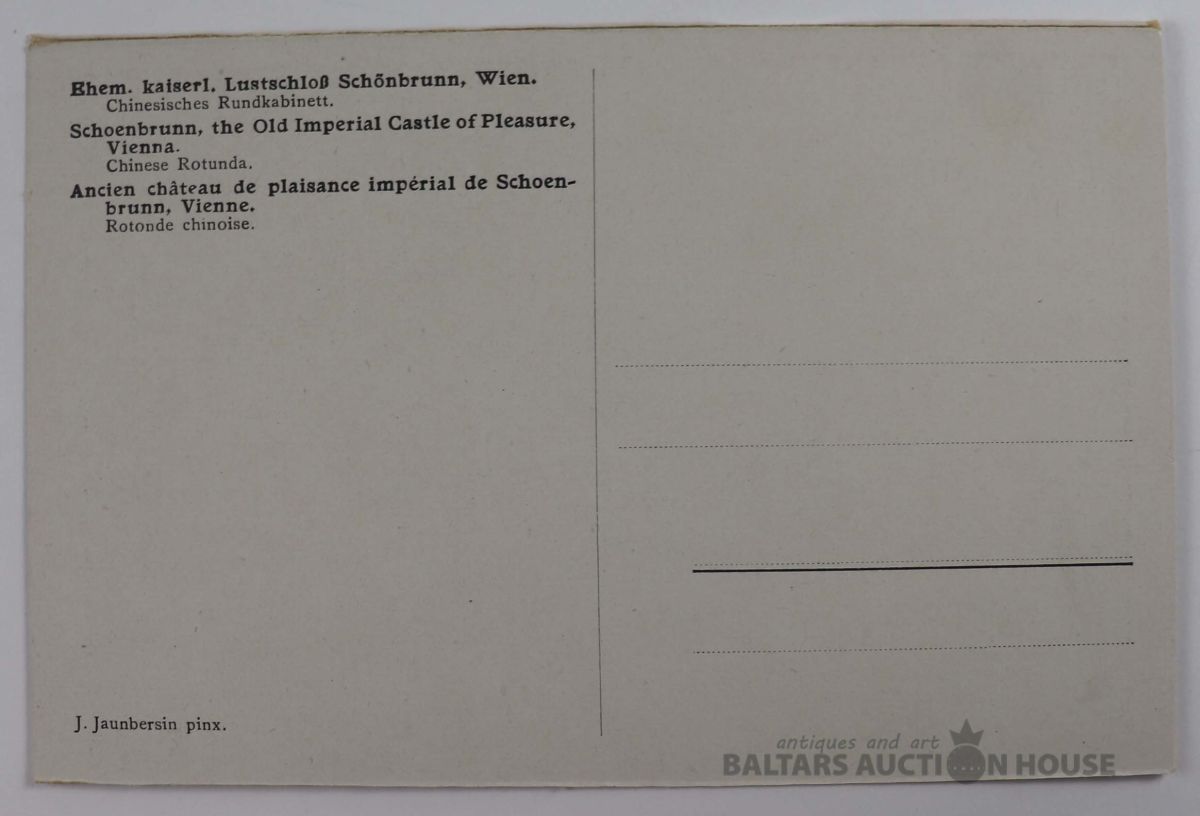 Ehem. kaiserl. Lustschloß Schönbrunn, Wien.
Chinesisches Rundkabinett.
Schoenbrunn, the Old Imperial Castle of Pleasure,
Vienna.
Chinese Rotunda.
Ancien château de plaisance impérial de Schoen-
brunn, Vienne.
Rotonde chinoise.
J. Jaunbersin pinx.
antiques and art
BALTARS AUCTION HOUSE